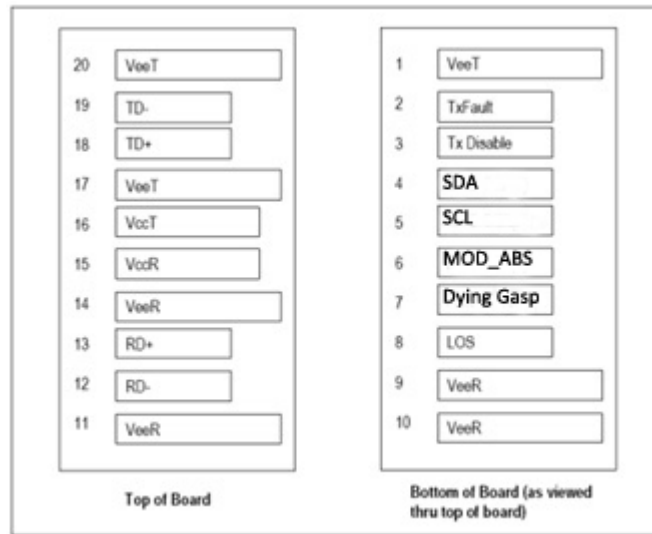 20 VeeT
19 TD-
18 TD+
17 VeeT
16 VccT
15 VccR
14 VeeR
13 RD+
12 RD-
11 VeeR
Top of Board
1 VeeT
2 TxFault
3 Tx Disable
4 SDA
5 SCL
6 MOD_ABS
7 Dying Gasp
8 LOS
9 VeeR
10 VeeR
Bottom of Board (as viewed
thru top of board)